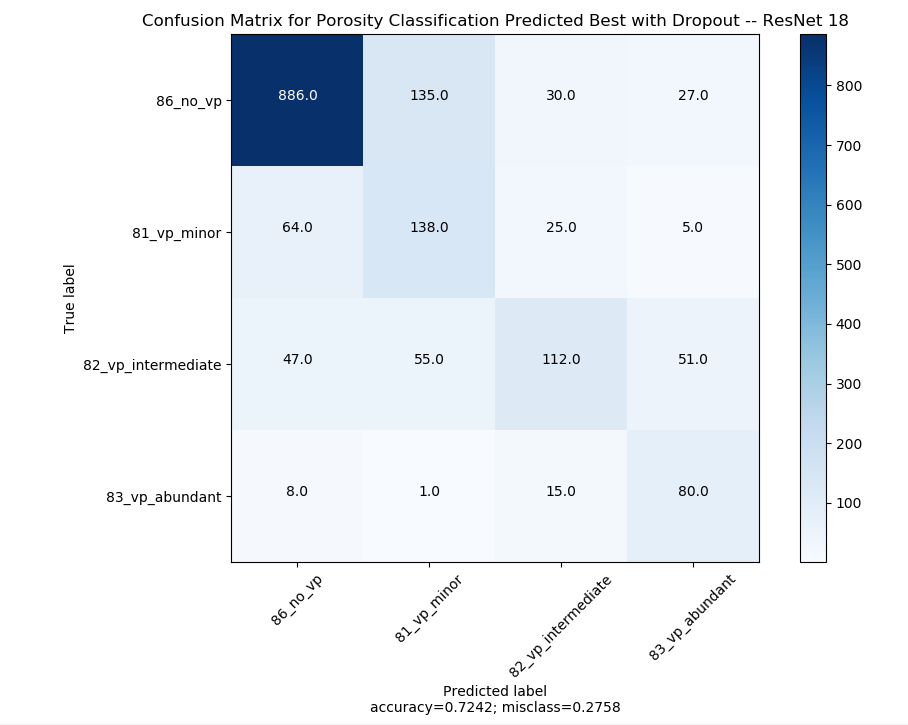 Confusion Matrix for Porosity Classification Predicted Best with Dropout -- ResNet 18
True label
86_no_vp
886.0 135.0 30.0 27.0
81_vp_minor
64.0 138.0 25.0 5.0
82_vp_intermediate
47.0 55.0 112.0 51.0
83_vp_abundant
8.0 1.0 15.0 80.0
86_no_vp
81_vp_minor
82_vp_intermediate
83_vp_abundant
Predicted label
accuracy=0.7242; misclass=0.2758
800
700
600
500
400
300
200
100